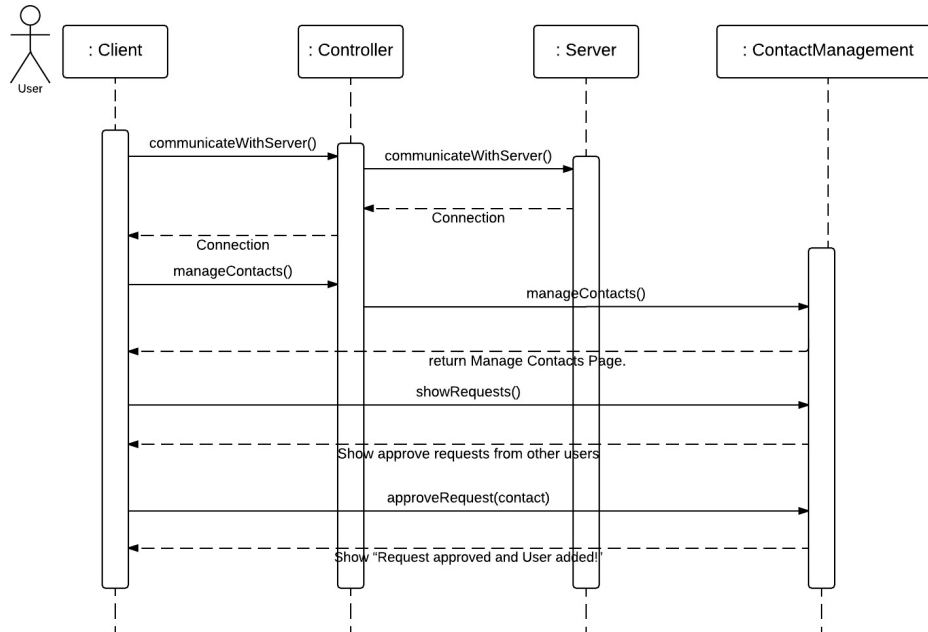 : Client
: Controller
: Server
: ContactManagement
User
communicateWithServer()
communicateWithServer()
Connection
Connection
manageContacts()
manageContacts()
return Manage Contacts Page.
showRequests()
Show approve requests from other users
approveRequest(contact)
Show "Request approved and User added!"